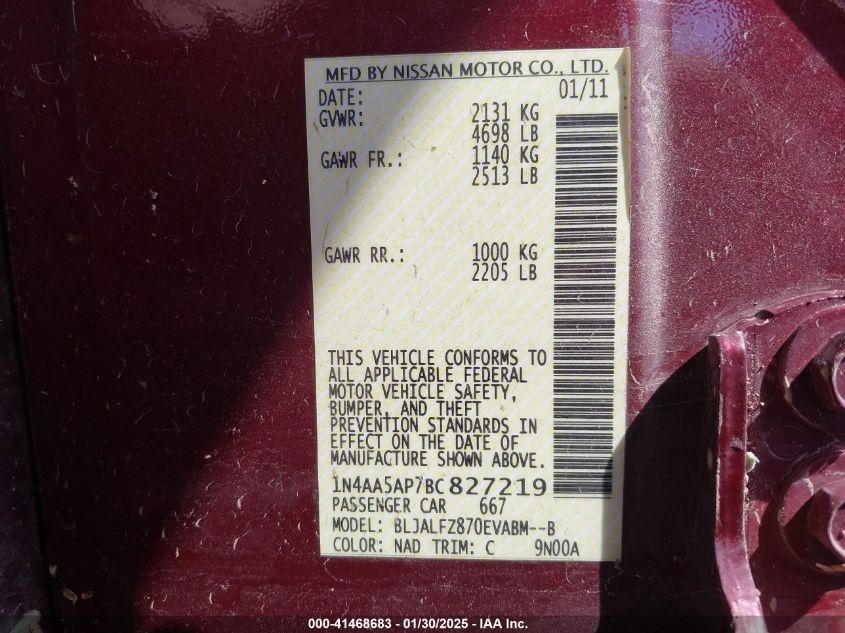 MFD BY NISSAN MOTOR CO., LTD.
DATE: 01/11
GVWR: 2131 KG
4698 LB
GAWR FR.: 1140 KG
2513 LB
GAWR RR.: 1000 KG
2205 LB
THIS VEHICLE CONFORMS TO
ALL APPLICABLE FEDERAL
MOTOR VEHICLE SAFETY,
BUMPER, AND THEFT
PREVENTION STANDARDS IN
EFFECT ON THE DATE OF
MANUFACTURE SHOWN ABOVE.
1N4AA5AP7BC827219
PASSENGER CAR 667
MODEL: BLJALFZ870EVABM--B
COLOR: NAD TRIM: C 9N00A
000-41468683 - 01/30/2025 - IAA Inc.